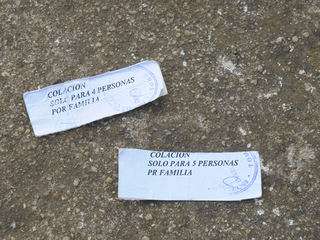 COLACION
SOLO PARA 4 PERSONAS
POR FAMILIA
COLACION
SOLO PARA 5 PERSONAS
PR FAMILIA